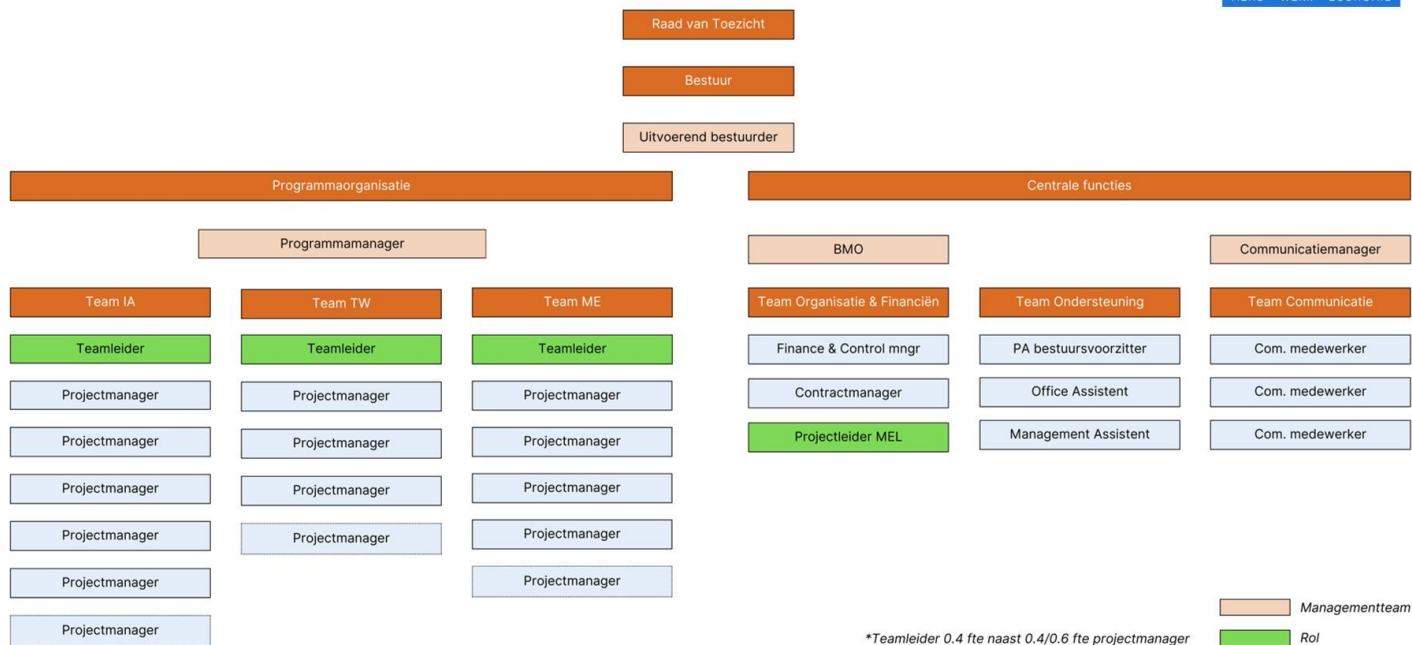 Raad van Toezicht
Bestuur
Uitvoerend bestuurder
Programmaorganisatie
Centrale functies
Programmamanager
BMO
Communicatiemanager
Team IA
Team TW
Team ME
Team Organisatie & Financiën
Team Ondersteuning
Team Communicatie
Teamleider
Teamleider
Teamleider
Finance & Control mngr
PA bestuursvoorzitter
Com. medewerker
Projectmanager
Projectmanager
Projectmanager
Contractmanager
Office Assistent
Com. medewerker
Projectmanager
Projectmanager
Projectmanager
Projectleider MEL
Management Assistent
Com. medewerker
Projectmanager
Projectmanager
Projectmanager
Projectmanager
Projectmanager
Projectmanager
Projectmanager
Projectmanager
Projectmanager
Managementteam
*Teamleider 0.4 fte naast 0.4/0.6 fte projectmanager
Rol